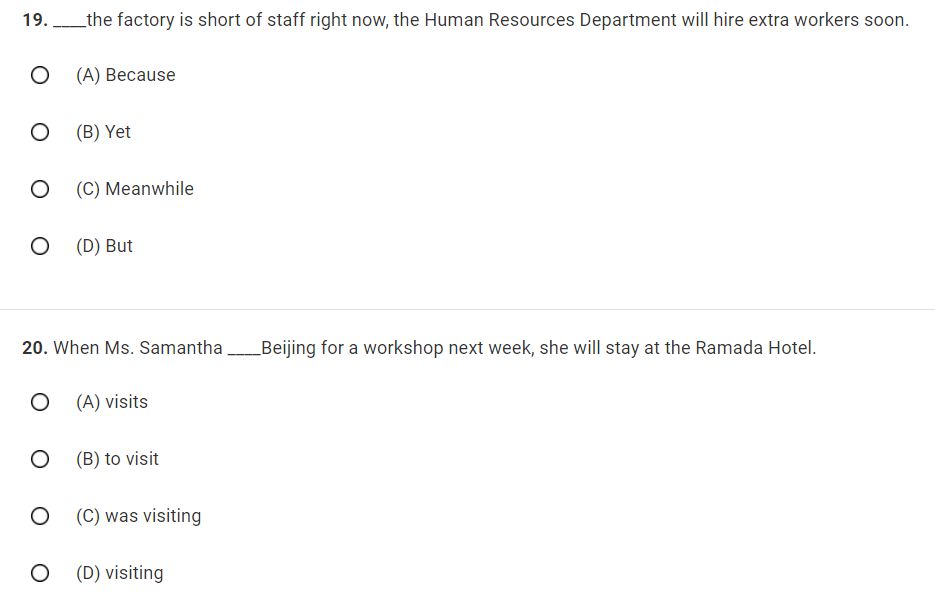 19. ____the factory is short of staff right now, the Human Resources Department will hire extra workers soon.
(A) Because
(B) Yet
(C) Meanwhile
(D) But
20. When Ms. Samantha ____Beijing for a workshop next week, she will stay at the Ramada Hotel.
(A) visits
(B) to visit
(C) was visiting
(D) visiting